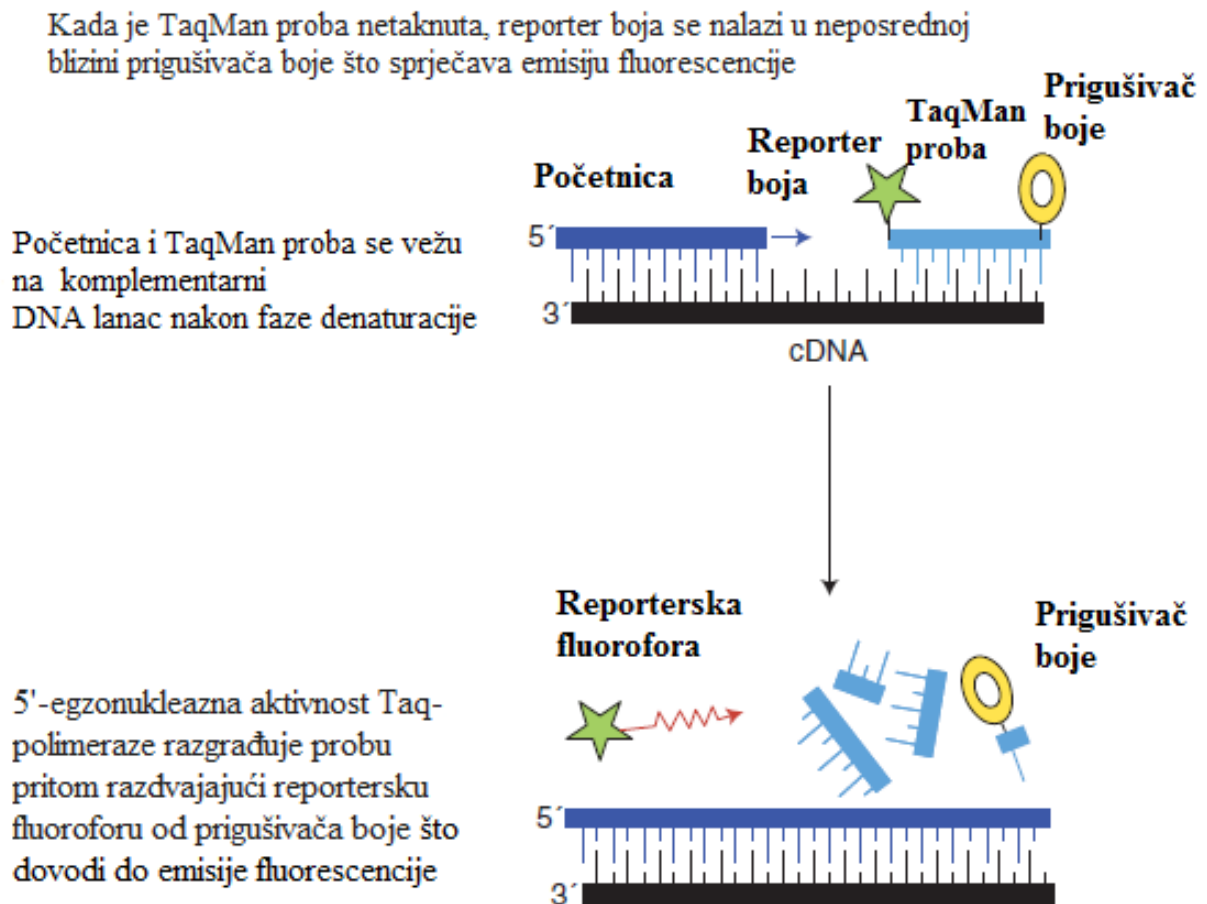 Kada je TaqMan proba netaknuta, reporter boja se nalazi u neposrednoj
blizini prigušivača boje što sprječava emisiju fluorescencije
Prigušivač
boje
TaqMan
proba
Reporter
boja
Početnica
Početnica i TaqMan proba se vežu
na komplementarni
DNA lanac nakon faze denaturacije
5´
3´
cDNA
Reporterska
fluorofora
Prigušivač
boje
5'-egzonukleazna aktivnost Taq-
polimeraze razgrađuje probu
pritom razdvajajući reportersku
fluoroforu od prigušivača boje što
dovodi do emisije fluorescencije
5´
3´